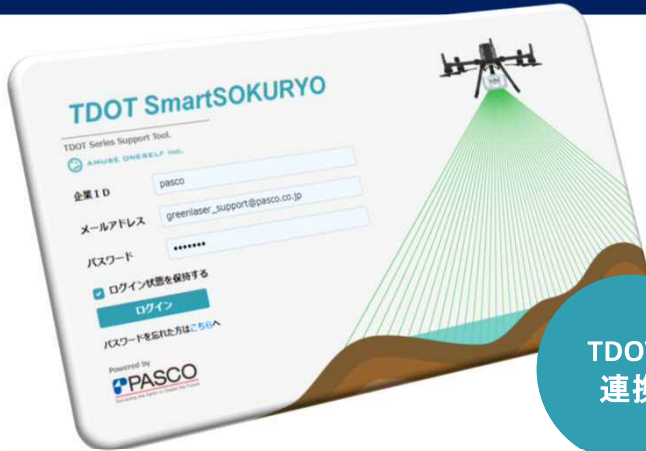 TDOT SmartSOKURYO
TDOT Series Support Tool.
AMUSE ONESELF INC.
企業ID
pasco
メールアドレス
greenlaser_support@pasco.co.jp
パスワード
•••••••
ログイン状態を保持する
ログイン
パスワードを忘れた方はこちらへ
Powered by
PASCO
TDOT
連携